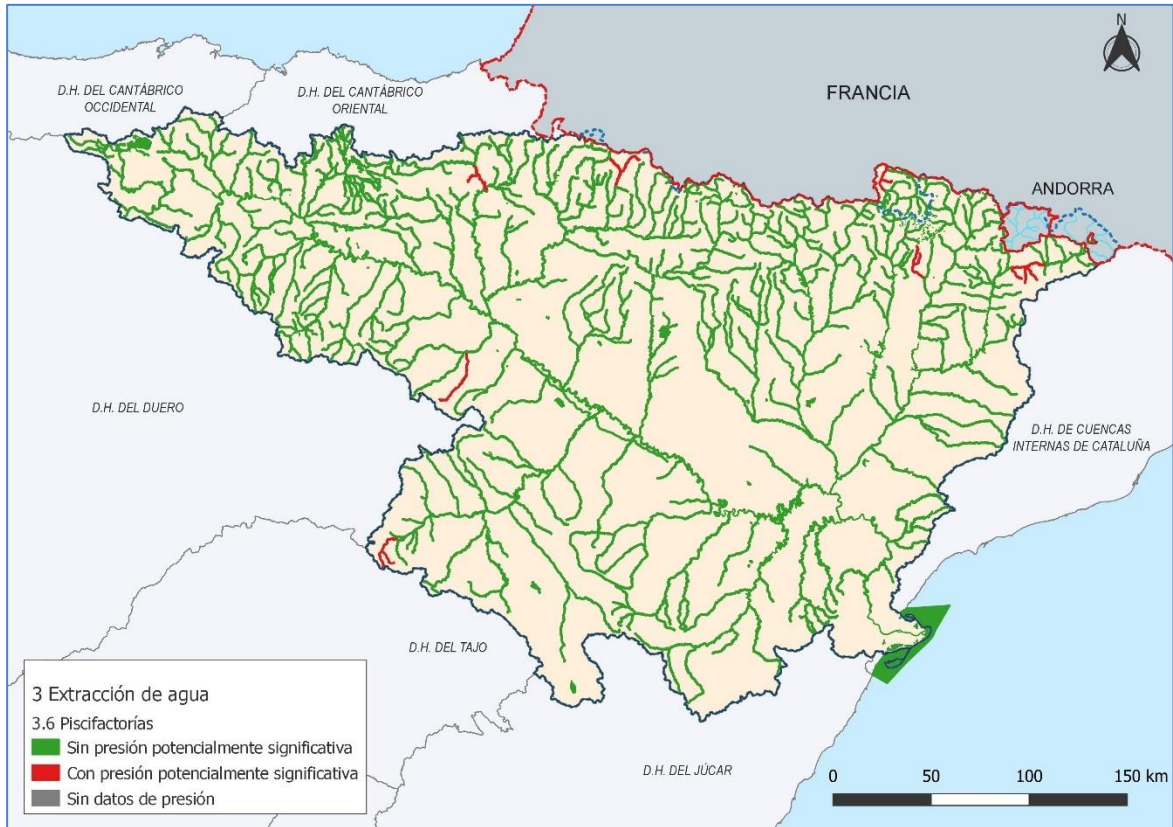 N
D.H. DEL CANTÁBRICO
OCCIDENTAL
D.H. DEL CANTÁBRICO
ORIENTAL
FRANCIA
ANDORRA
D.H. DEL DUERO
D.H. DE CUENCAS
INTERNAS DE CATALUÑA
D.H. DEL TAJO
D.H. DEL JÚCAR
3 Extracción de agua
3.6 Piscifactorías
Sin presión potencialmente significativa
Con presión potencialmente significativa
Sin datos de presión
0 50 100 150 km